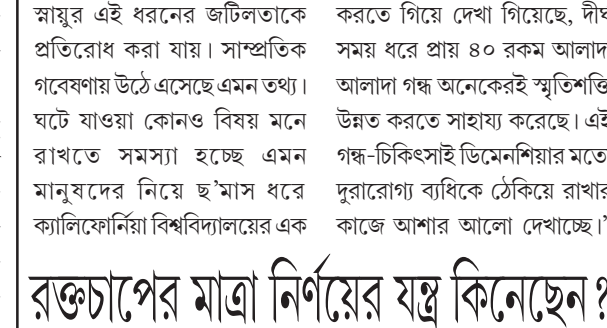 স্নায়ুর এই ধরনের জটিলতাকে
প্রতিরোধ করা যায়। সাম্প্রতিক
গবেষণায় উঠে এসেছে এমন তথ্য।
ঘটে যাওয়া কোনও বিষয় মনে
রাখতে সমস্যা হচ্ছে এমন
মানুষদের নিয়ে ছ'মাস ধরে
ক্যালিফোর্নিয়া বিশ্ববিদ্যালয়ের এক
করতে গিয়ে দেখা গিয়েছে, দীর্ঘ
সময় ধরে প্রায় ৪০ রকম আলাদা
আলাদা গন্ধ অনেকেরই স্মৃতিশক্তি
উন্নত করতে সাহায্য করেছে। এই
গন্ধ-চিকিৎসাই ডিমেনশিয়ার মতো
দুরারোগ্য ব্যধিকে ঠেকিয়ে রাখার
কাজে আশার আলো দেখাচ্ছে।'
রক্তচাপের মাত্রা নির্ণয়ের যন্ত্র কিনেছেন?